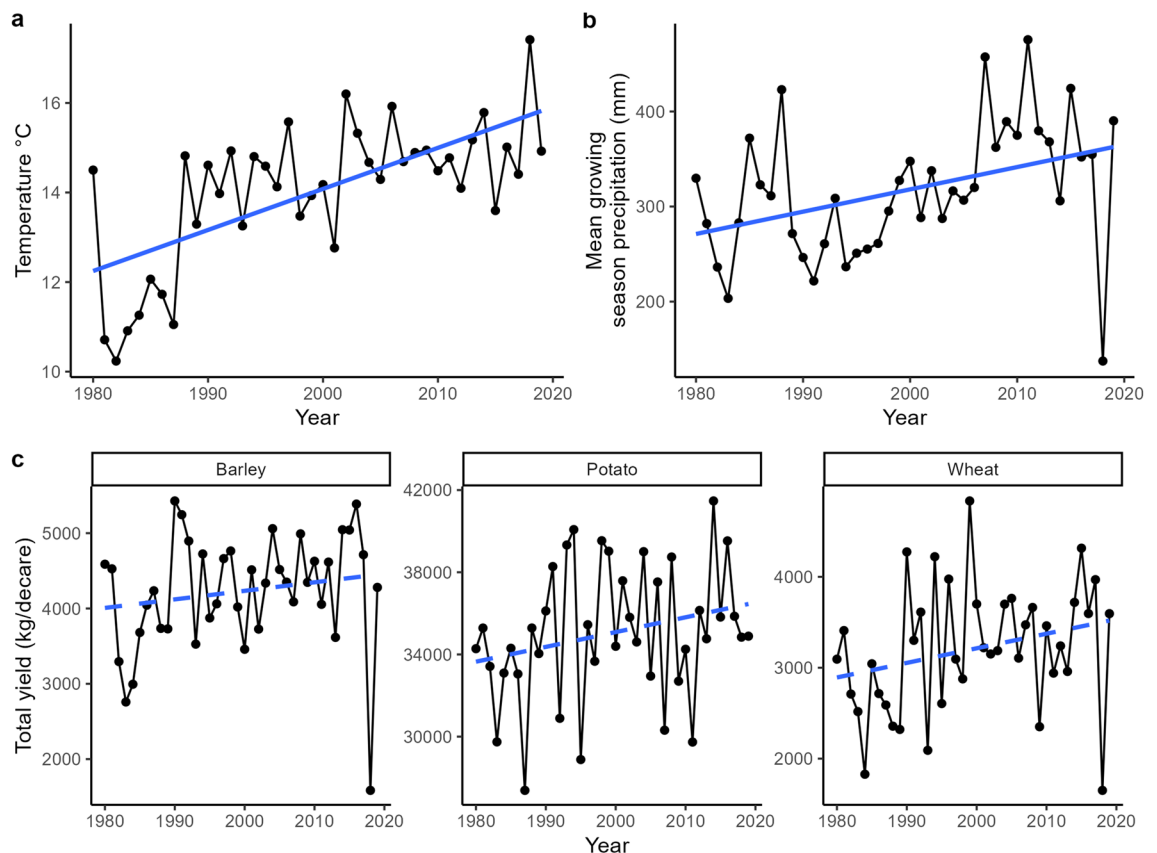 a
Temperature °C
16
14
12
10
1980 1990 2000 2010 2020
Year
b
Mean growing
season precipitation (mm)
400
300
200
1980 1990 2000 2010 2020
Year
c
Total yield (kg/decare)
Barley
5000
4000
3000
2000
1980 1990 2000 2010 2020
Potato
42000
38000
34000
30000
1980 1990 2000 2010 2020
Wheat
4000
3000
2000
1980 1990 2000 2010 2020
Year